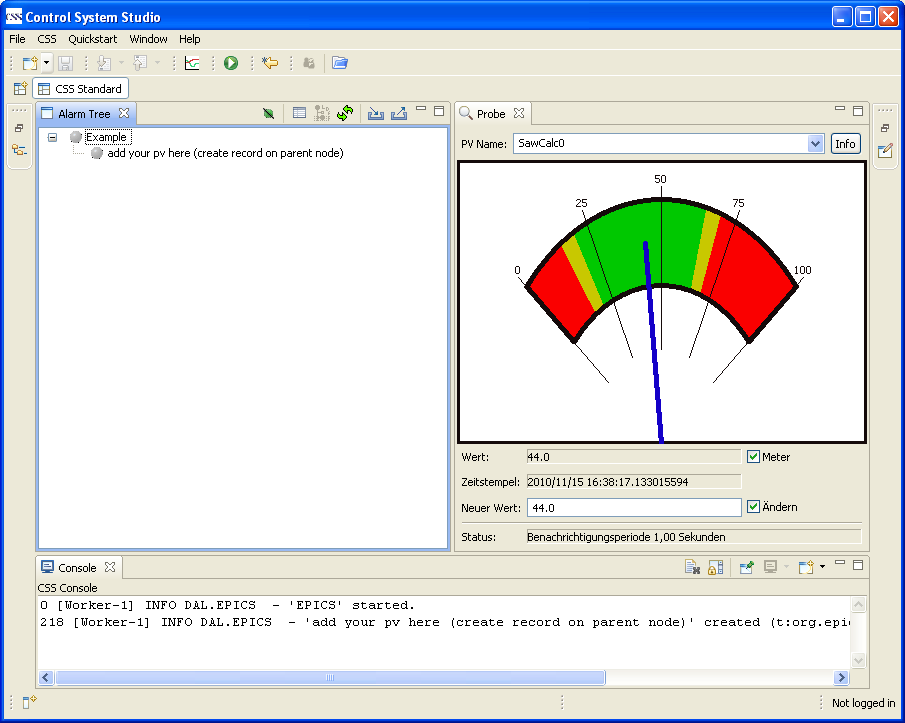 CSS Control System Studio
File CSS Quickstart Window Help
CSS Standard
Alarm Tree
Example
add your pv here (create record on parent node)
Probe
PV Name: SawCalc0 Info
0 25 50 75 100
Wert: 44.0 Meter
Zeitstempel: 2010/11/15 16:38:17.133015594
Neuer Wert: 44.0 Ändern
Status: Benachrichtigungsperiode 1,00 Sekunden
Console
CSS Console
0 [Worker-1] INFO DAL.EPICS - 'EPICS' started.
218 [Worker-1] INFO DAL.EPICS - 'add your pv here (create record on parent node)' created (t:org.epic
Not logged in